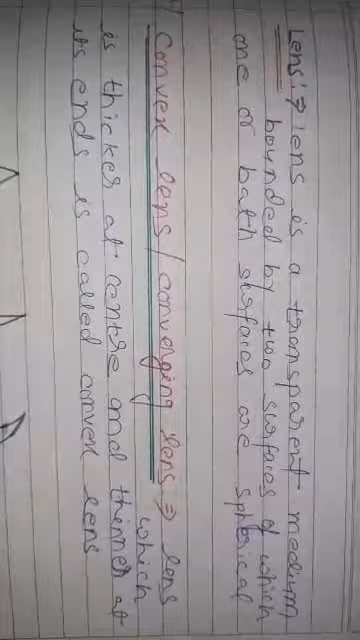 Lens :⇒ Lens is a transparent medium
bounded by two surfaces of which
one or both surfaces are spherical
Convex lens / converging lens ⇒ lens
which
is thicker at centre and thinner at
its ends is called convex lens